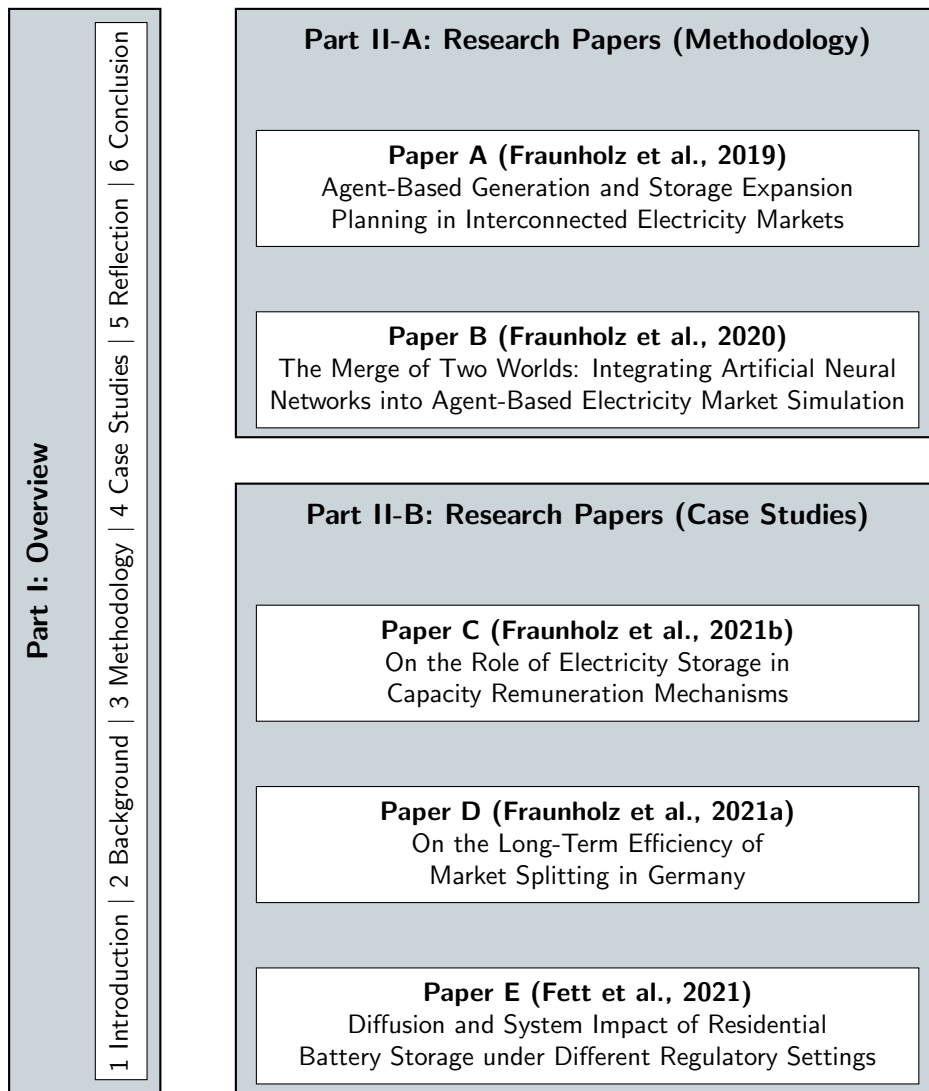 Part I: Overview
1 Introduction | 2 Background | 3 Methodology | 4 Case Studies | 5 Reflection | 6 Conclusion
Part II-A: Research Papers (Methodology)
Paper A (Fraunholz et al., 2019)
Agent-Based Generation and Storage Expansion
Planning in Interconnected Electricity Markets
Paper B (Fraunholz et al., 2020)
The Merge of Two Worlds: Integrating Artificial Neural
Networks into Agent-Based Electricity Market Simulation
Part II-B: Research Papers (Case Studies)
Paper C (Fraunholz et al., 2021b)
On the Role of Electricity Storage in
Capacity Remuneration Mechanisms
Paper D (Fraunholz et al., 2021a)
On the Long-Term Efficiency of
Market Splitting in Germany
Paper E (Fett et al., 2021)
Diffusion and System Impact of Residential
Battery Storage under Different Regulatory Settings